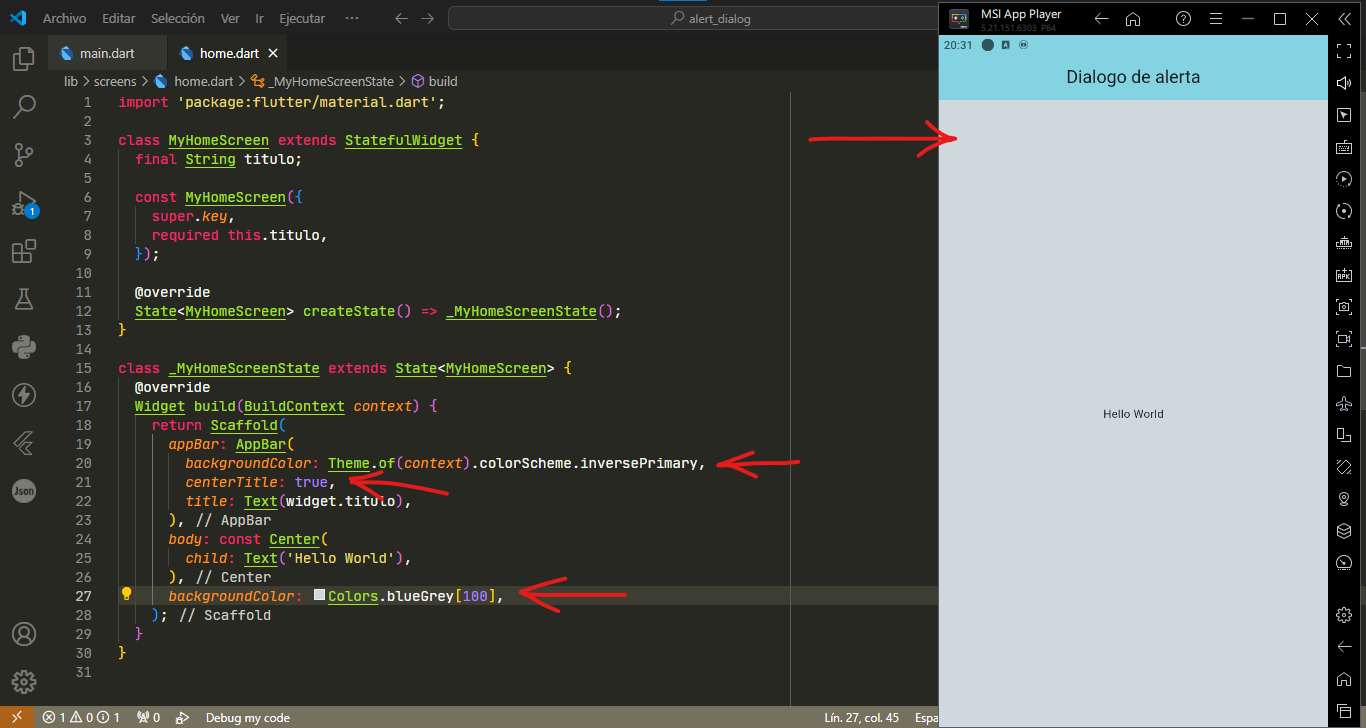 Archivo Editar Selección Ver Ir Ejecutar ··· alert_dialog
main.dart home.dart
lib > screens > home.dart > _MyHomeScreenState > build
1 import 'package:flutter/material.dart';
2
3 class MyHomeScreen extends StatefulWidget {
4 final String titulo;
5
6 const MyHomeScreen({
7 super.key,
8 required this.titulo,
9 });
10
11 @override
12 State<MyHomeScreen> createState() => _MyHomeScreenState();
13 }
14
15 class _MyHomeScreenState extends State<MyHomeScreen> {
16 @override
17 Widget build(BuildContext context) {
18 return Scaffold(
19 appBar: AppBar(
20 backgroundColor: Theme.of(context).colorScheme.inversePrimary,
21 centerTitle: true,
22 title: Text(widget.titulo),
23 ), // AppBar
24 body: const Center(
25 child: Text('Hello World'),
26 ), // Center
27 backgroundColor: Colors.blueGrey[100],
28 ); // Scaffold
29 }
30 }
31
1
Json
1 0 1 0 Debug my code Lín. 27, col. 45 Espa
MSI App Player
5.21.151.6303 P64
20:31
Dialogo de alerta
Hello World
APK